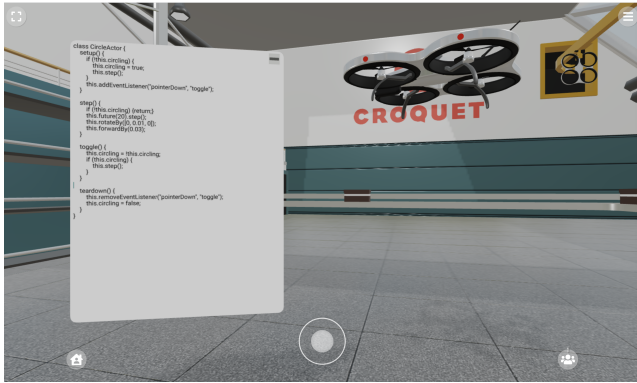 class CircleActor {
setup() {
if (!this.circling) {
this.circling = true;
this.step();
}
this.addEventListener("pointerDown", "toggle");
}
step() {
if (!this.circling) {return;}
this.future(20).step();
this.rotateBy([0, 0.01, 0]);
this.forwardBy(0.03);
}
toggle() {
this.circling = !this.circling;
if (this.circling) {
this.step();
}
}
teardown() {
this.removeEventListener("pointerDown", "toggle");
this.circling = false;
}
}
CROQUET